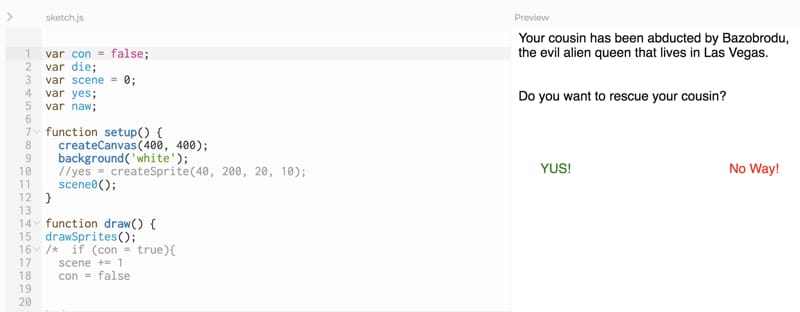 sketch.js
Preview
1 var con = false;
2 var die;
3 var scene = 0;
4 var yes;
5 var naw;
6
7 function setup() {
8 createCanvas(400, 400);
9 background('white');
10 //yes = createSprite(40, 200, 20, 10);
11 scene0();
12 }
13
14 function draw() {
15 drawSprites();
16 /* if (con = true){
17 scene += 1
18 con = false
19
20
Your cousin has been abducted by Bazobrodu,
the evil alien queen that lives in Las Vegas.
Do you want to rescue your cousin?
YUS!
No Way!